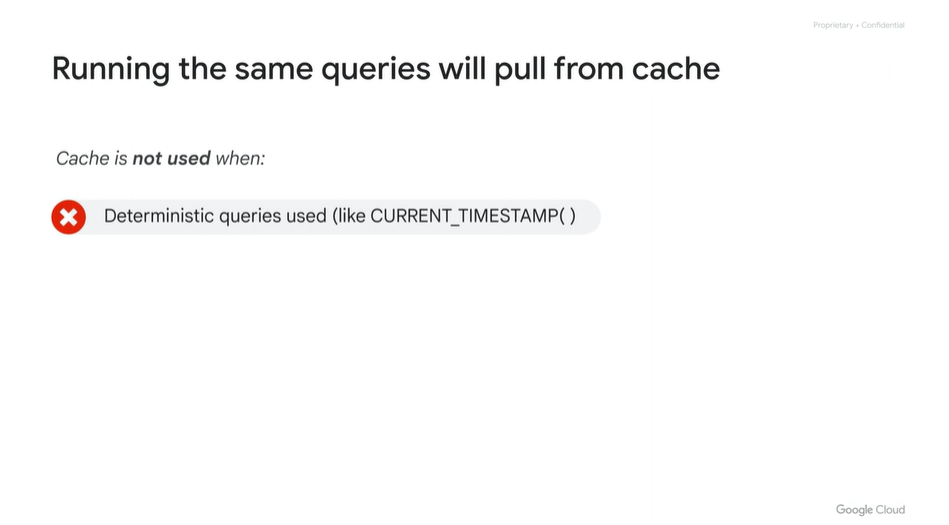 Proprietary + Confidential
Running the same queries will pull from cache
Cache is not used when:
Deterministic queries used (like CURRENT_TIMESTAMP( )
Google Cloud